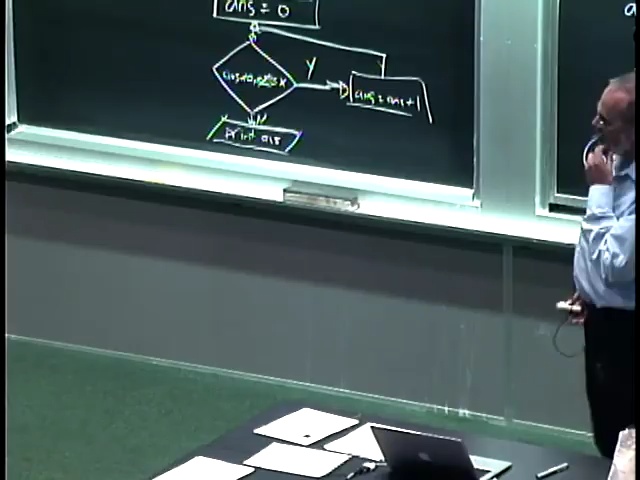 ans = 0
Y
ans = ans + 1
N
print ans
a